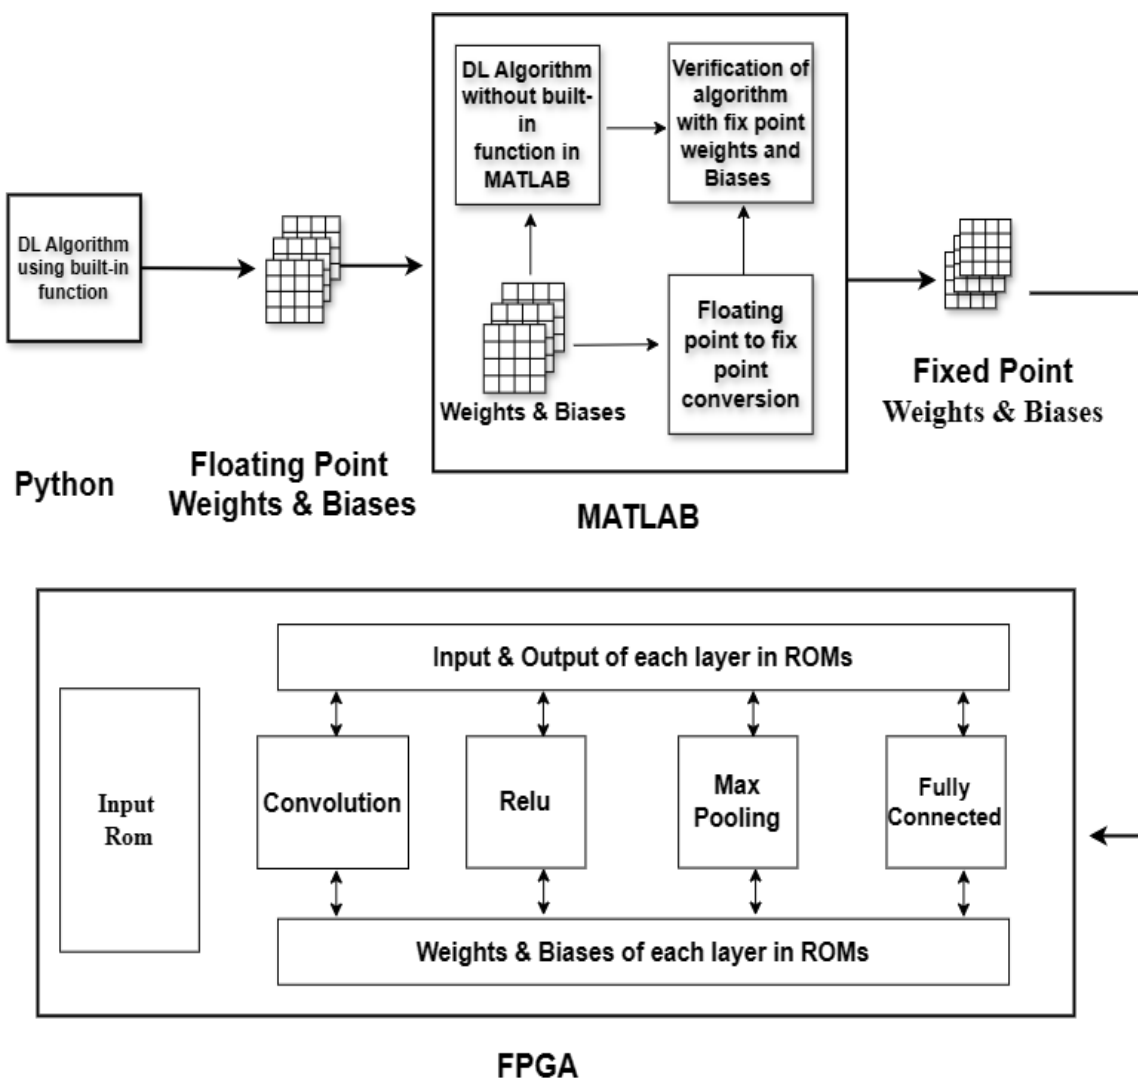 DL Algorithm
using built-in
function
Python
Floating Point
Weights & Biases
DL Algorithm
without built-
in
function in
MATLAB
Verification of
algorithm
with fix point
weights and
Biases
Weights & Biases
Floating
point to fix
point
conversion
MATLAB
Fixed Point
Weights & Biases
Input & Output of each layer in ROMs
Input
Rom
Convolution
Relu
Max
Pooling
Fully
Connected
Weights & Biases of each layer in ROMs
FPGA